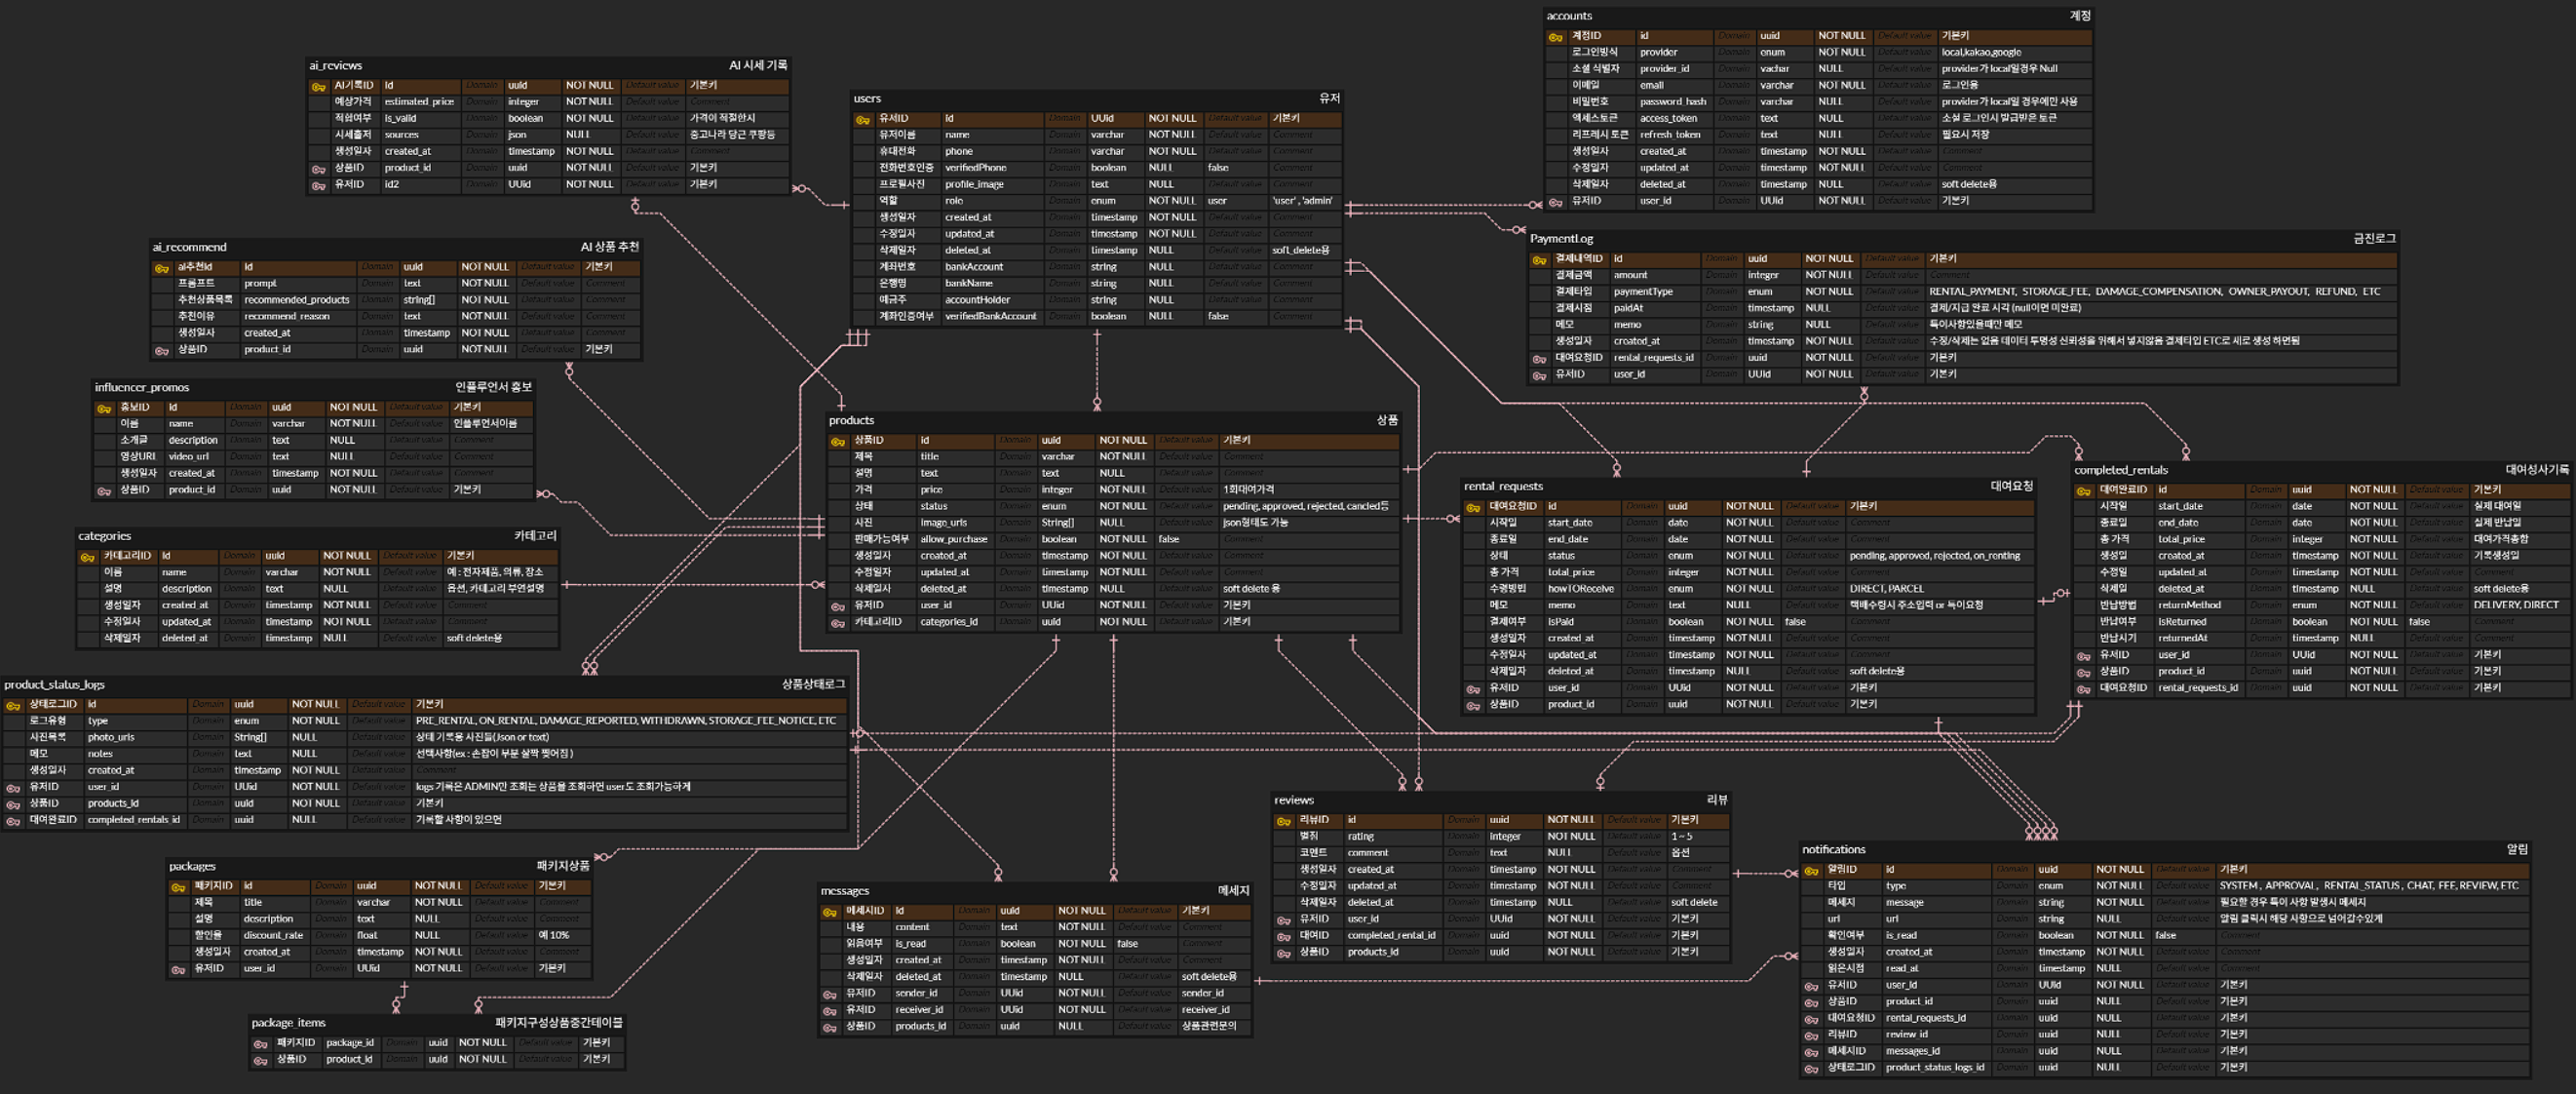 accounts 계정
계정ID id Domain uuid NOT NULL Default value 기본키
로그인방식 provider Domain enum NOT NULL Default value local,kakao,google
소셜 식별자 provider_id Domain vachar NULL Default value provider가 local일경우 Null
이메일 email Domain varchar NOT NULL Default value 로그인용
비밀번호 password_hash Domain varchar NULL Default value provider가 local일 경우에만 사용
엑세스토큰 access_token Domain text NULL Default value 소셜 로그인시 발급받은 토큰
리프레시 토큰 refresh_token Domain text NULL Default value 필요시 저장
생성일자 created_at Domain timestamp NOT NULL Default value Comment
수정일자 updated_at Domain timestamp NOT NULL Default value Comment
삭제일자 deleted_at Domain timestamp NULL Default value soft delete용
유저ID user_id Domain UUid NOT NULL Default value 기본키
ai_reviews AI 시세 기록
AI기록ID id Domain uuid NOT NULL Default value 기본키
예상가격 estimated_price Domain integer NOT NULL Default value Comment
적합여부 is_valid Domain boolean NOT NULL Default value 가격이 적절한시
시세출처 sources Domain json NULL Default value 중고나라 당근 쿠팡등
생성일자 created_at Domain timestamp NOT NULL Default value Comment
상품ID product_id Domain uuid NOT NULL Default value 기본키
유저ID id2 Domain UUid NOT NULL Default value 기본키
users 유저
유저ID id Domain UUid NOT NULL Default value 기본키
유저이름 name Domain varchar NOT NULL Default value Comment
휴대전화 phone Domain varchar NOT NULL Default value Comment
전화번호인증 verifiedPhone Domain boolean NULL false Comment
프로필사진 profile_image Domain text NULL Default value Comment
역할 role Domain enum NOT NULL user 'user' , 'admin'
생성일자 created_at Domain timestamp NOT NULL Default value Comment
수정일자 updated_at Domain timestamp NOT NULL Default value Comment
삭제일자 deleted_at Domain timestamp NULL Default value soft_delete용
계좌번호 bankAccount Domain string NULL Default value Comment
은행명 bankName Domain string NULL Default value Comment
예금주 accountHolder Domain string NULL Default value Comment
계좌인증여부 verifiedBankAccount Domain boolean NULL false Comment
PaymentLog 금전로그
결제내역ID id Domain uuid NOT NULL Default value 기본키
결제금액 amount Domain integer NOT NULL Default value Comment
결제타입 paymentType Domain enum NOT NULL Default value RENTAL_PAYMENT, STORAGE_FEE, DAMAGE_COMPENSATION, OWNER_PAYOUT, REFUND, ETC
결제시점 paidAt Domain timestamp NULL Default value 결제/지급 완료 시각 (null이면 미완료)
메모 memo Domain string NULL Default value 특이사항있을때만 메모
생성일자 created_at Domain timestamp NOT NULL Default value 수정/삭제는 없음 데이터 투명성 신뢰성을 위해서 넣지않음 결제타입 ETC로 새로 생성 하면됨
대여요청ID rental_requests_id Domain uuid NOT NULL Default value 기본키
유저ID user_id Domain UUid NOT NULL Default value 기본키
ai_recommend AI 상품 추천
ai추천id id Domain uuid NOT NULL Default value 기본키
프롬프트 prompt Domain text NOT NULL Default value Comment
추천상품목록 recommended_products Domain string[] NOT NULL Default value Comment
추천이유 recommend_reason Domain text NOT NULL Default value Comment
생성일자 created_at Domain timestamp NOT NULL Default value Comment
상품ID product_id Domain uuid NOT NULL Default value 기본키
influencer_promos 인플루언서 홍보
홍보ID id Domain uuid NOT NULL Default value 기본키
이름 name Domain varchar NOT NULL Default value 인플루언서이름
소개글 description Domain text NULL Default value Comment
영상URL video_url Domain text NULL Default value Comment
생성일자 created_at Domain timestamp NOT NULL Default value Comment
상품ID product_id Domain uuid NOT NULL Default value 기본키
products 상품
상품ID id Domain uuid NOT NULL Default value 기본키
제목 title Domain varchar NOT NULL Default value Comment
설명 text Domain text NULL Default value Comment
가격 price Domain integer NOT NULL Default value 1회대여가격
상태 status Domain enum NOT NULL Default value pending, approved, rejected, cancled등
사진 image_urls Domain String[] NULL Default value json형태도 가능
판매가능여부 allow_purchase Domain boolean NOT NULL false Comment
생성일자 created_at Domain timestamp NOT NULL Default value Comment
수정일자 updated_at Domain timestamp NOT NULL Default value Comment
삭제일자 deleted_at Domain timestamp NULL Default value soft delete 용
유저ID user_id Domain UUid NOT NULL Default value 기본키
카테고리ID categories_id Domain uuid NOT NULL Default value 기본키
completed_rentals 대여성사기록
대여완료ID id Domain uuid NOT NULL Default value 기본키
시작일 start_date Domain date NOT NULL Default value 실제 대여일
종료일 end_date Domain date NOT NULL Default value 실제 반납일
총 가격 total_price Domain integer NOT NULL Default value 대여가격총합
생성일 created_at Domain timestamp NOT NULL Default value 기록생성일
수정일 updated_at Domain timestamp NOT NULL Default value Comment
삭제일 deleted_at Domain timestamp NULL Default value soft delete용
반납방법 returnMethod Domain enum NOT NULL Default value DELIVERY, DIRECT
반납여부 isReturned Domain boolean NOT NULL false Comment
반납시기 returnedAt Domain timestamp NULL Default value Comment
유저ID user_id Domain UUid NOT NULL Default value 기본키
상품ID product_id Domain uuid NOT NULL Default value 기본키
대여요청ID rental_requests_id Domain uuid NOT NULL Default value 기본키
rental_requests 대여요청
대여요청ID id Domain uuid NOT NULL Default value 기본키
시작일 start_date Domain date NOT NULL Default value Comment
종료일 end_date Domain date NOT NULL Default value Comment
상태 status Domain enum NOT NULL Default value pending, approved, rejected, on_renting
총 가격 total_price Domain integer NOT NULL Default value Comment
수령방법 howTOReceive Domain enum NOT NULL Default value DIRECT, PARCEL
메모 memo Domain text NULL Default value 택배수령시 주소입력 or 특이요청
결제여부 isPaid Domain boolean NOT NULL false Comment
생성일자 created_at Domain timestamp NOT NULL Default value Comment
수정일자 updated_at Domain timestamp NOT NULL Default value Comment
삭제일자 deleted_at Domain timestamp NULL Default value soft delete용
유저ID user_id Domain UUid NOT NULL Default value 기본키
상품ID product_id Domain uuid NOT NULL Default value 기본키
categories 카테고리
카테고리ID id Domain uuid NOT NULL Default value 기본키
이름 name Domain varchar NOT NULL Default value 예 : 전자제품, 의류, 장소
설명 description Domain text NULL Default value 옵션, 카테고리 부연설명
생성일자 created_at Domain timestamp NOT NULL Default value Comment
수정일자 updated_at Domain timestamp NOT NULL Default value Comment
삭제일자 deleted_at Domain timestamp NULL Default value soft delete용
product_status_logs 상품상태로그
상태로그ID id Domain uuid NOT NULL Default value 기본키
로그유형 type Domain enum NOT NULL Default value PRE_RENTAL, ON_RENTAL, DAMAGE_REPORTED, WITHDRAWN, STORAGE_FEE_NOTICE, ETC
사진목록 photo_urls Domain String[] NULL Default value 상태 기록용 사진들(Json or text)
메모 notes Domain text NULL Default value 선택사항(ex : 손잡이 부분 살짝 찢어짐 )
생성일자 created_at Domain timestamp NOT NULL Default value Comment
유저ID user_id Domain UUid NOT NULL Default value logs 기록은 ADMIN만 조회는 상품을 조회하면 user도 조회가능하게
상품ID products_id Domain uuid NOT NULL Default value 기본키
대여완료ID completed_rentals_id Domain uuid NULL Default value 기록할 사항이 있으면
reviews 리뷰
리뷰ID id Domain uuid NOT NULL Default value 기본키
별점 rating Domain integer NOT NULL Default value 1 ~ 5
코멘트 comment Domain text NULL Default value 옵션
생성일자 created_at Domain timestamp NOT NULL Default value Comment
수정일자 updated_at Domain timestamp NOT NULL Default value Comment
삭제일자 deleted_at Domain timestamp NULL Default value soft delete
유저ID user_id Domain UUid NOT NULL Default value 기본키
대여ID completed_rental_id Domain uuid NOT NULL Default value 기본키
상품ID products_id Domain uuid NOT NULL Default value 기본키
notifications 알림
알림ID id Domain uuid NOT NULL Default value 기본키
타입 type Domain enum NOT NULL Default value SYSTEM , APPROVAL , RENTAL_STATUS , CHAT, FEE, REVIEW, ETC
메세지 message Domain string NOT NULL Default value 필요할 경우 특이 사항 발생시 메세지
url url Domain string NULL Default value 알림 클릭시 해당 사항으로 넘어갈수있게
확인여부 is_read Domain boolean NOT NULL false Comment
생성일자 created_at Domain timestamp NOT NULL Default value Comment
읽은시점 read_at Domain timestamp NULL Default value Comment
유저ID user_id Domain UUid NOT NULL Default value 기본키
상품ID product_id Domain uuid NULL Default value 기본키
대여요청ID rental_requests_id Domain uuid NULL Default value 기본키
리뷰ID review_id Domain uuid NULL Default value 기본키
메세지ID messages_id Domain uuid NULL Default value 기본키
상태로그ID product_status_logs_id Domain uuid NULL Default value 기본키
packages 패키지상품
패키지ID id Domain uuid NOT NULL Default value 기본키
제목 title Domain varchar NOT NULL Default value Comment
설명 description Domain text NULL Default value Comment
할인율 discount_rate Domain float NULL Default value 예 10%
생성일자 created_at Domain timestamp NOT NULL Default value Comment
유저ID user_id Domain UUid NOT NULL Default value 기본키
messages 메세지
메세지ID id Domain uuid NOT NULL Default value 기본키
내용 content Domain text NOT NULL Default value Comment
읽음여부 is_read Domain boolean NOT NULL false Comment
생성일자 created_at Domain timestamp NOT NULL Default value Comment
삭제일자 deleted_at Domain timestamp NULL Default value soft delete용
유저ID sender_id Domain UUid NOT NULL Default value sender_id
유저ID receiver_id Domain UUid NOT NULL Default value receiver_id
상품ID products_id Domain uuid NULL Default value 상품관련문의
package_items 패키지구성상품중간테이블
패키지ID package_id Domain uuid NOT NULL Default value 기본키
상품ID product_id Domain uuid NOT NULL Default value 기본키